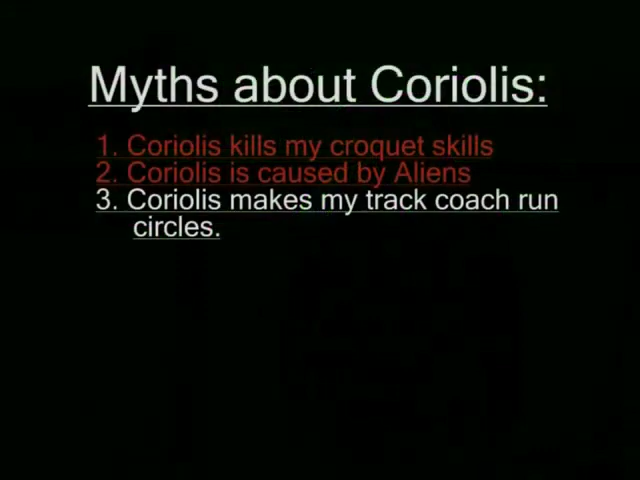 Myths about Coriolis:
1. Coriolis kills my croquet skills
2. Coriolis is caused by Aliens
3. Coriolis makes my track coach run
circles.